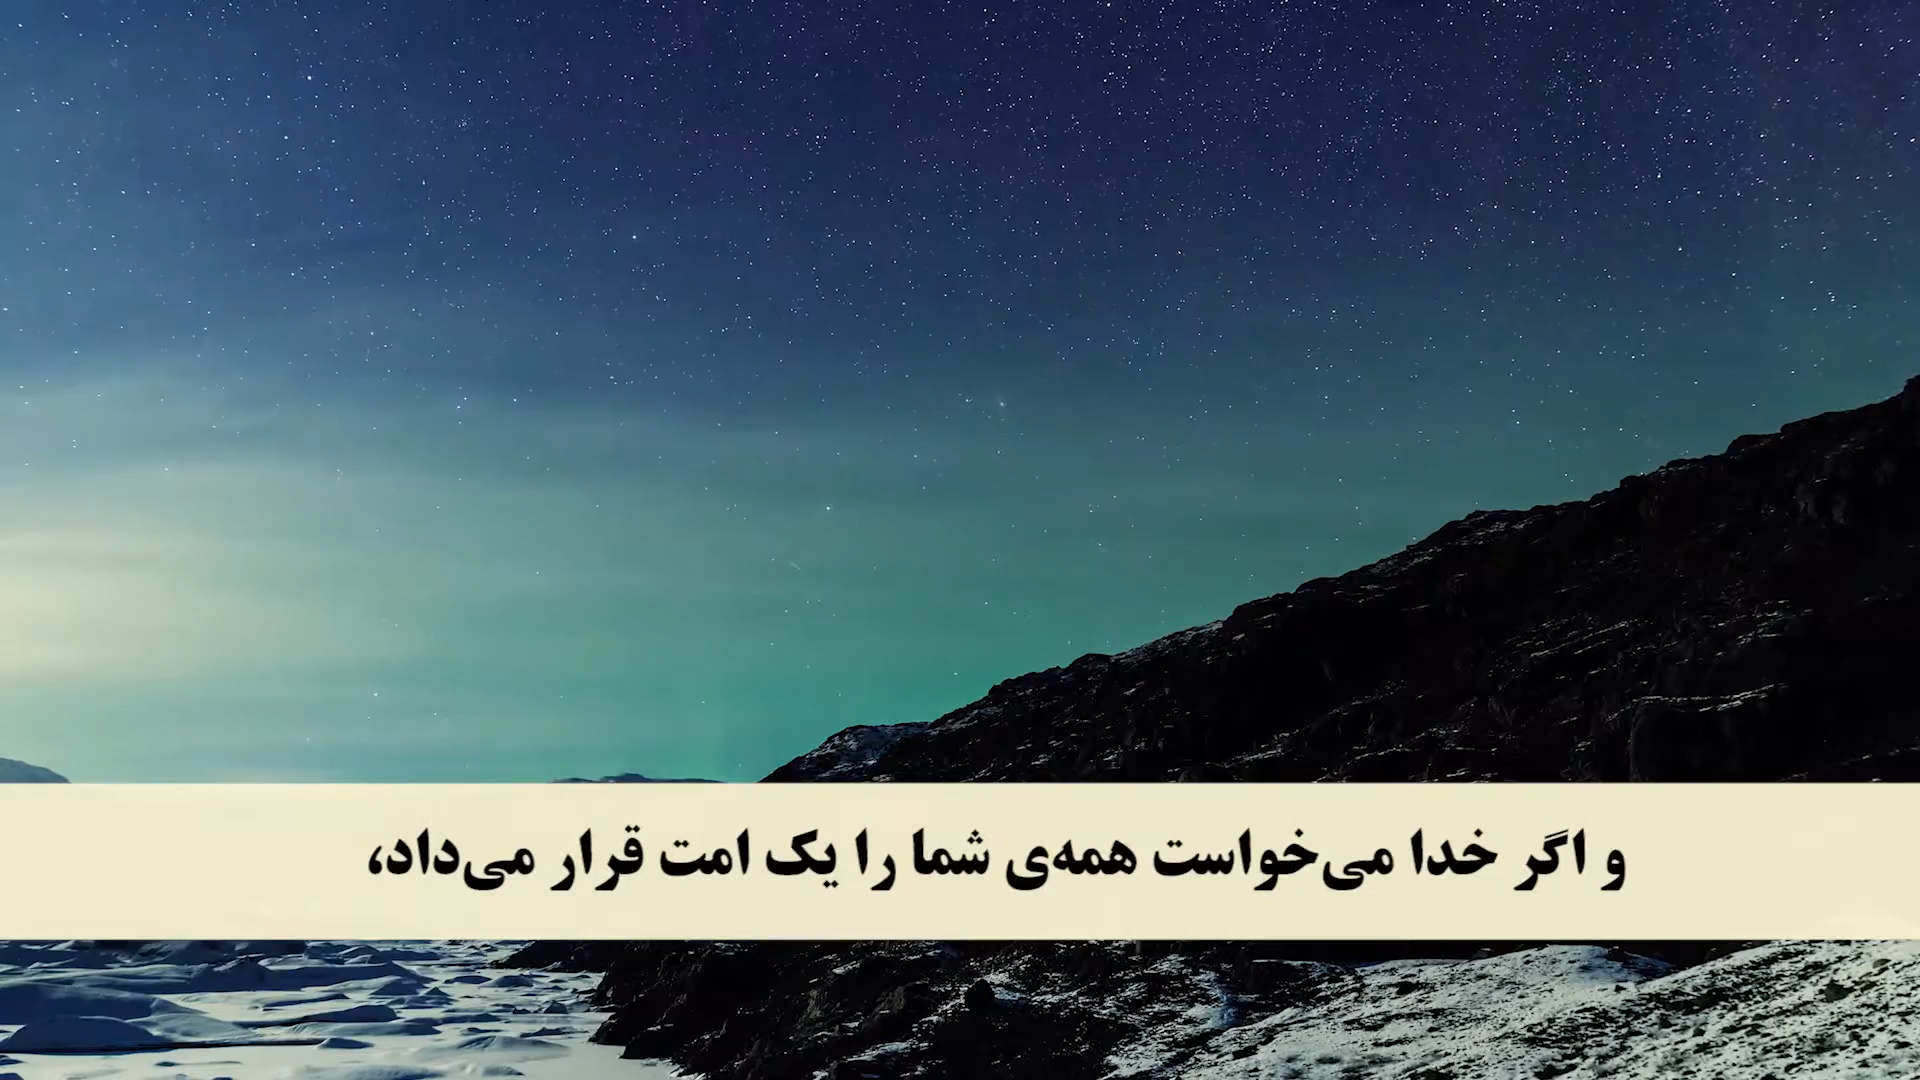 و اگر خدا می‌خواست همه‌ی شما را یک امت قرار می‌داد،